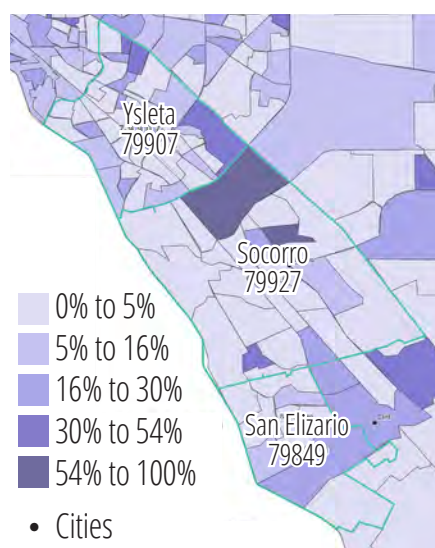 Ysleta
79907
Socorro
79927
0% to 5%
5% to 16%
16% to 30%
30% to 54%
54% to 100%
San Elizario
79849
• Cities